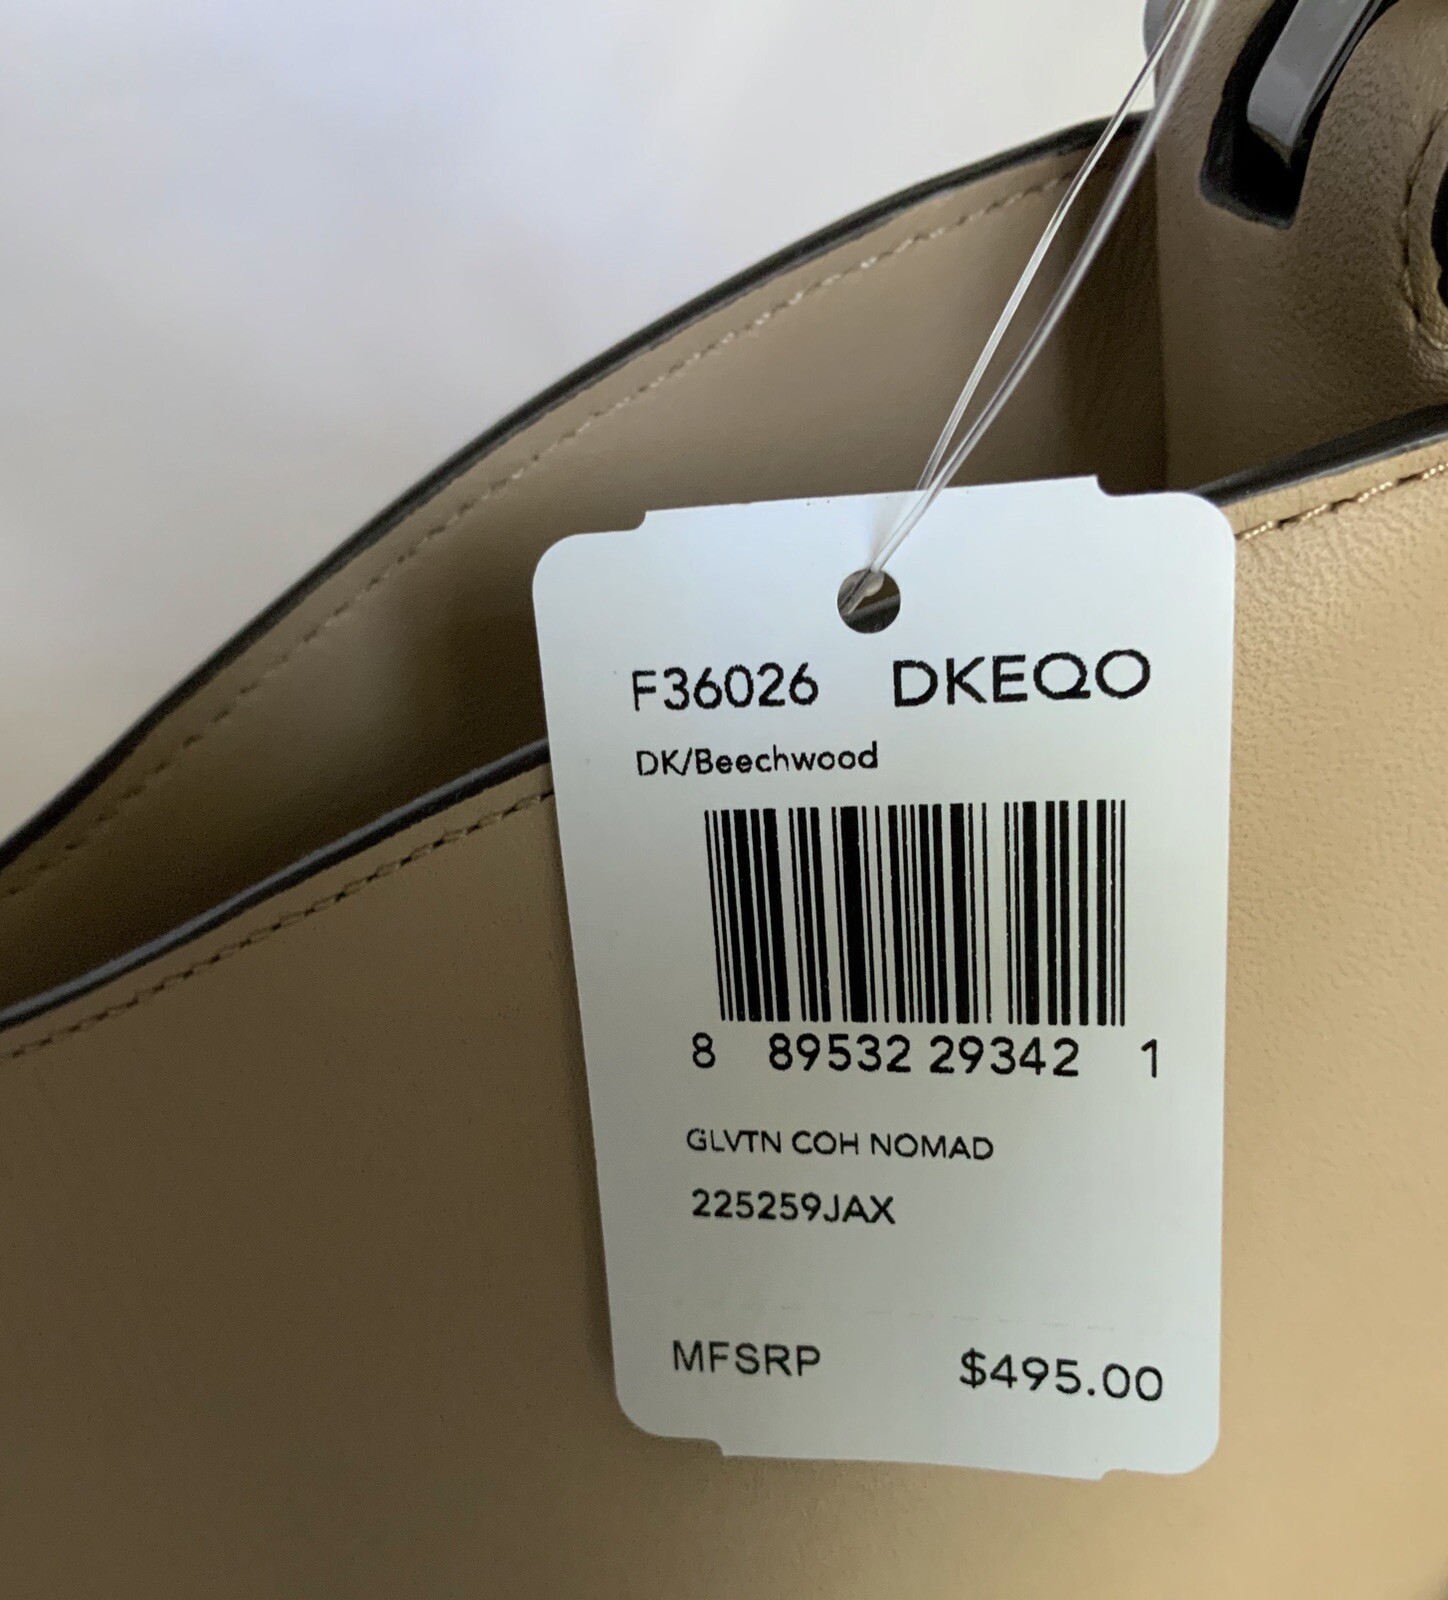 F36026 DKEQO
DK/Beechwood
8 89532 29342 1
GLVTN COH NOMAD
225259JAX
MFSRP $495.00